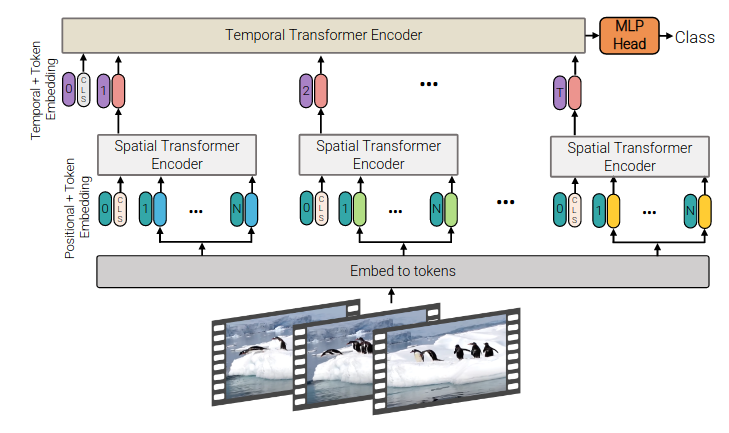 Temporal Transformer Encoder
MLP
Head
Class
Temporal + Token
Embedding
0 CLS 1 2 ... T
Spatial Transformer
Encoder
Spatial Transformer
Encoder
Spatial Transformer
Encoder
...
Positional + Token
Embedding
0 CLS 1 ... N
0 CLS 1 ... N
...
0 CLS 1 ... N
Embed to tokens